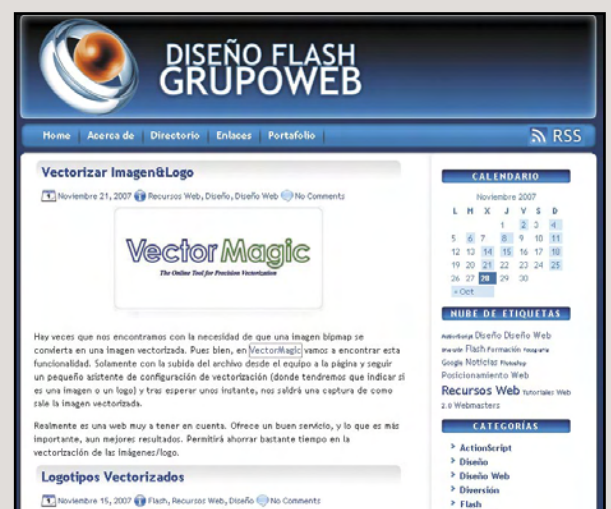 DISEÑO FLASH
GRUPOWEB
Home Acerca de Directorio Enlaces Portafolio
RSS
Vectorizar Imagen&Logo
Noviembre 21, 2007 Recursos Web, Diseño, Diseño Web No Comments
VectorMagic
The Online Tool for Precision Vectorization
Hay veces que nos encontramos con la necesidad de que una imagen bipmap se
convierta en una imagen vectorizada. Pues bien, en VectorMagic vamos a encontrar esta
funcionalidad. Solamente con la subida del archivo desde el equipo a la página y seguir
un pequeño asistente de configuración de vectorización (donde tendremos que indicar si
es una imagen o un logo) y tras esperar unos instante, nos saldrá una captura de como
sale la imagen vectorizada.
Realmente es una web muy a tener en cuenta. Ofrece un buen servicio, y lo que es más
importante, aun mejores resultados. Permitirá ahorrar bastante tiempo en la
vectorización de las imágenes/logo.
Logotipos Vectorizados
Noviembre 15, 2007 Flash, Recursos Web, Diseño No Comments
CALENDARIO
Noviembre 2007
L M X J V S D
1 2 3 4
5 6 7 8 9 10 11
12 13 14 15 16 17 18
19 20 21 22 23 24 25
26 27 28 29 30
« Oct
NUBE DE ETIQUETAS
ActionScript Diseño Diseño Web
Flash Formación
Google Noticias Photoshop
Posicionamiento Web
Recursos Web Tutoriales Web
2.0 Webmasters
CATEGORÍAS
ActionScript
Diseño
Diseño Web
Diversión
Flash